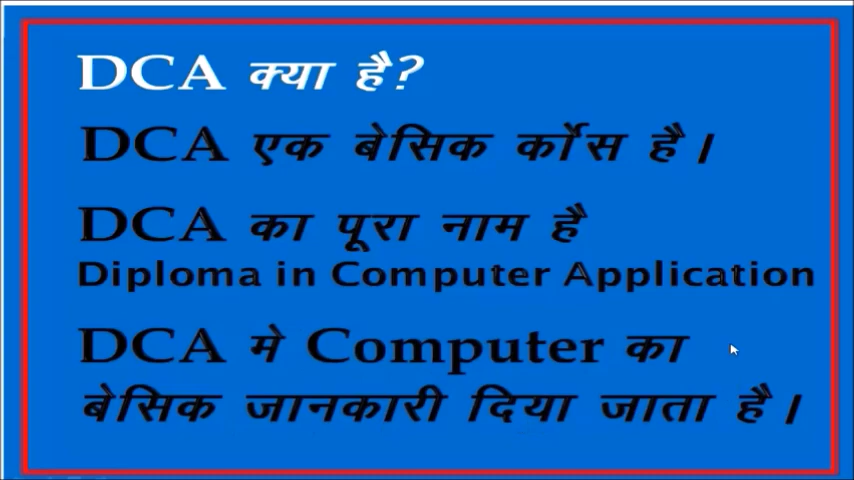 DCA क्या है?
DCA एक बेसिक र्कोस है ।
DCA का पूरा नाम है
Diploma in Computer Application
DCA मे Computer का
बेसिक जानकारी दिया जाता है ।